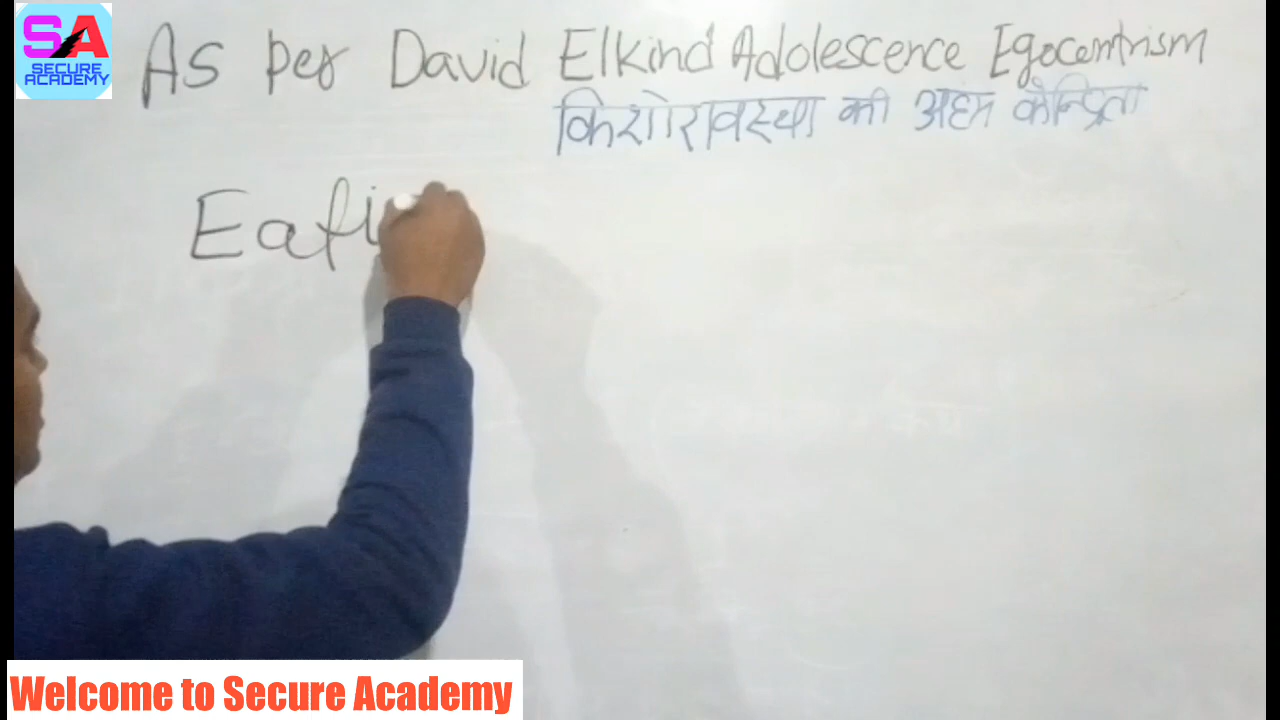 SA
SECURE
ACADEMY
As per David Elkind Adolescence Egocentrism
किशोरावस्था की अहम केन्द्रिता
Eafi
Welcome to Secure Academy